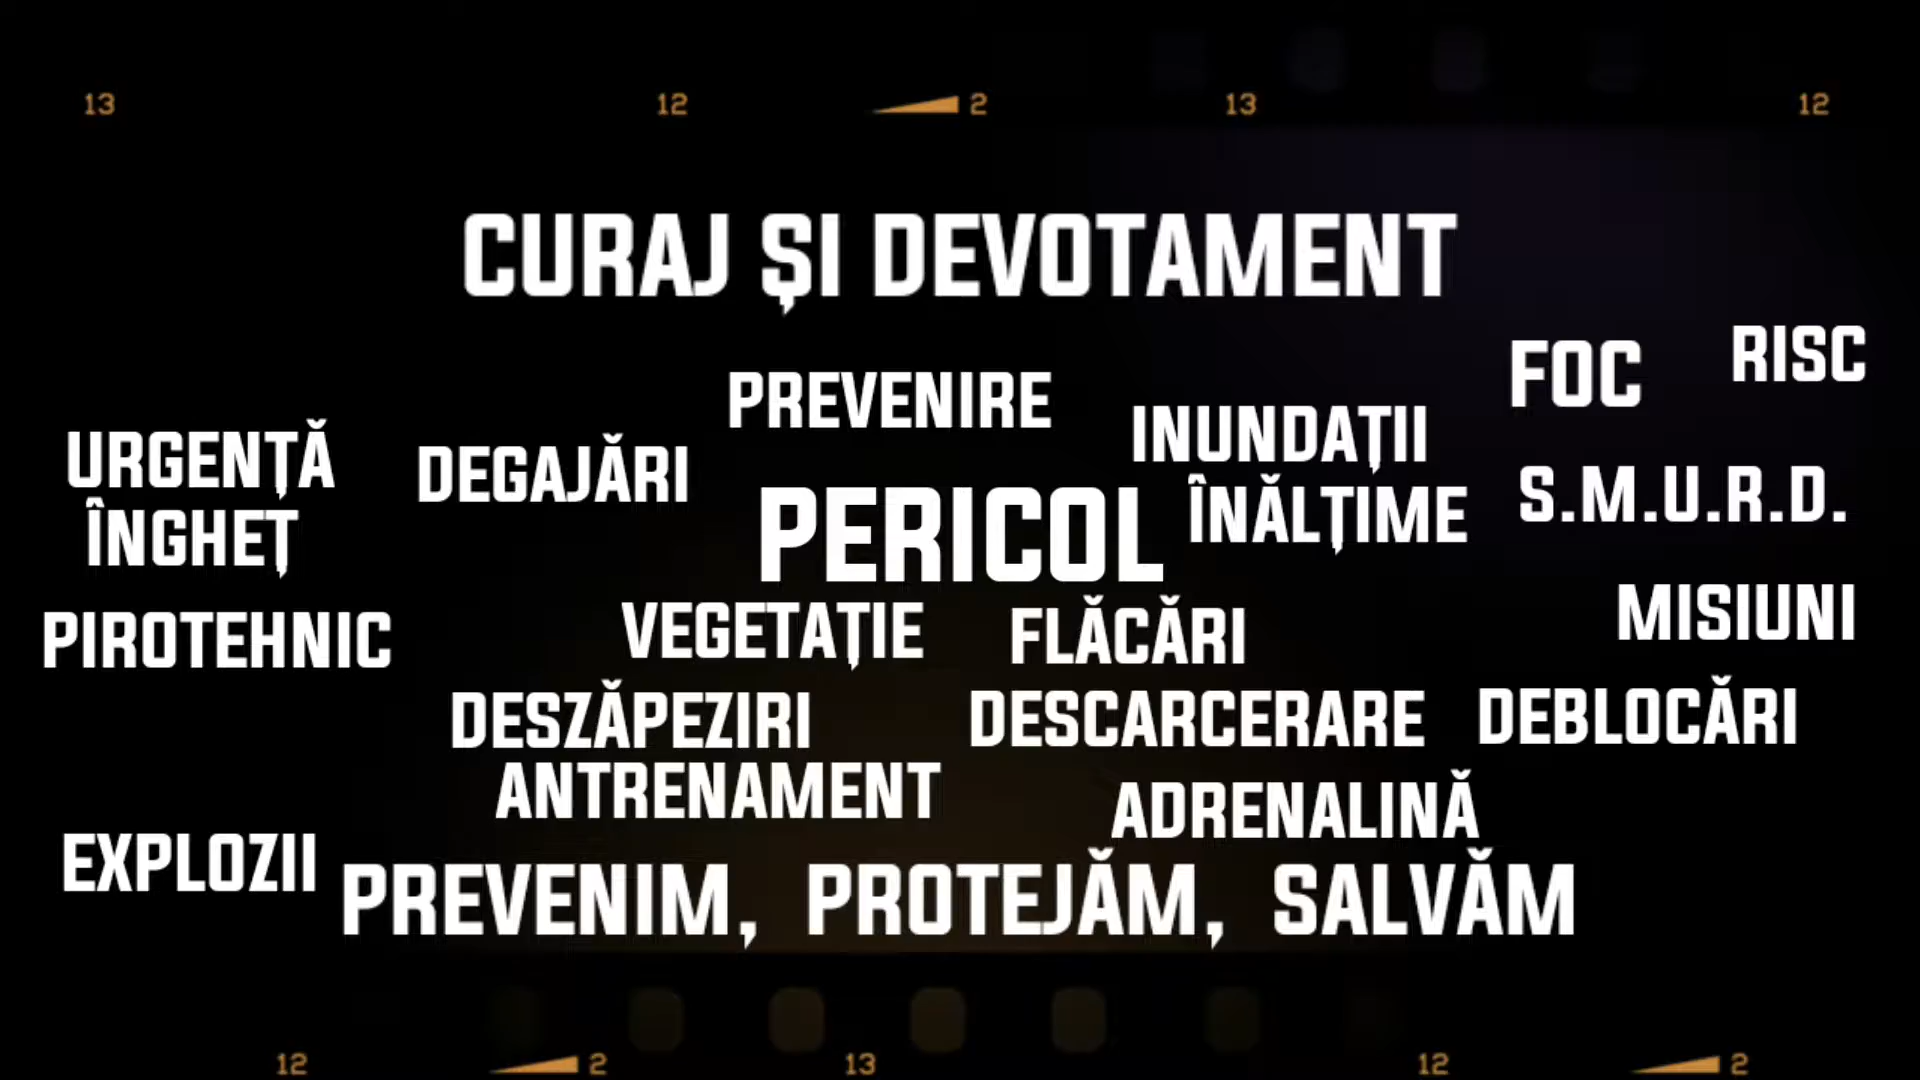 13 12 2 13 12
CURAJ ȘI DEVOTAMENT
RISC
FOC
PREVENIRE
INUNDAȚII
URGENȚĂ
DEGAJĂRI
S.M.U.R.D.
ÎNĂLȚIME
PERICOL
ÎNGHEȚ
MISIUNI
PIROTEHNIC
VEGETAȚIE
FLĂCĂRI
DESZĂPEZIRI
DESCARCERARE
DEBLOCĂRI
ANTRENAMENT
ADRENALINĂ
EXPLOZII
PREVENIM, PROTEJĂM, SALVĂM
12 2 13 12 2